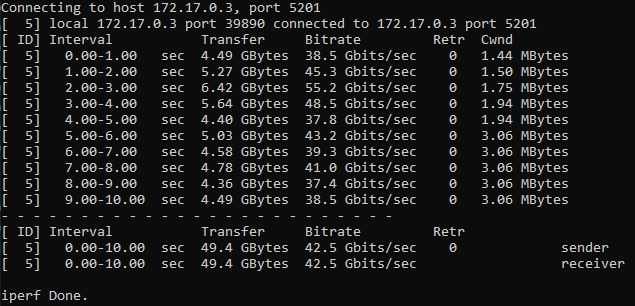 Connecting to host 172.17.0.3, port 5201
[  5] local 172.17.0.3 port 39890 connected to 172.17.0.3 port 5201
[ ID] Interval           Transfer     Bitrate         Retr  Cwnd
[  5]   0.00-1.00   sec  4.49 GBytes  38.5 Gbits/sec    0   1.44 MBytes
[  5]   1.00-2.00   sec  5.27 GBytes  45.3 Gbits/sec    0   1.50 MBytes
[  5]   2.00-3.00   sec  6.42 GBytes  55.2 Gbits/sec    0   1.75 MBytes
[  5]   3.00-4.00   sec  5.64 GBytes  48.5 Gbits/sec    0   1.94 MBytes
[  5]   4.00-5.00   sec  4.40 GBytes  37.8 Gbits/sec    0   1.94 MBytes
[  5]   5.00-6.00   sec  5.03 GBytes  43.2 Gbits/sec    0   3.06 MBytes
[  5]   6.00-7.00   sec  4.58 GBytes  39.3 Gbits/sec    0   3.06 MBytes
[  5]   7.00-8.00   sec  4.78 GBytes  41.0 Gbits/sec    0   3.06 MBytes
[  5]   8.00-9.00   sec  4.36 GBytes  37.4 Gbits/sec    0   3.06 MBytes
[  5]   9.00-10.00  sec  4.49 GBytes  38.5 Gbits/sec    0   3.06 MBytes
- - - - - - - - - - - - - - - - - - - - - - - - -
[ ID] Interval           Transfer     Bitrate         Retr
[  5]   0.00-10.00  sec  49.4 GBytes  42.5 Gbits/sec    0             sender
[  5]   0.00-10.00  sec  49.4 GBytes  42.5 Gbits/sec                  receiver

iperf Done.